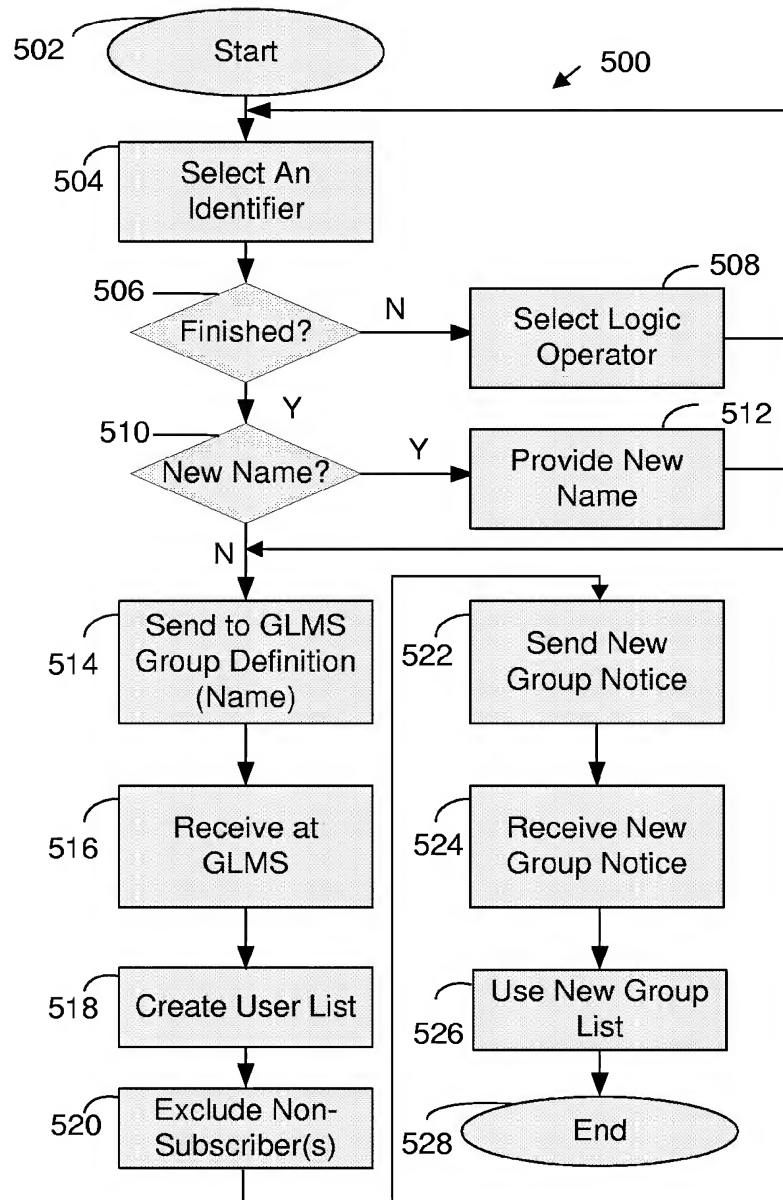 502
Start
500
504
Select An
Identifier
506
Finished?
N
508
Select Logic
Operator
Y
510
New Name?
Y
512
Provide New
Name
N
514
Send to GLMS
Group Definition
(Name)
516
Receive at
GLMS
518
Create User List
520
Exclude Non-
Subscriber(s)
522
Send New
Group Notice
524
Receive New
Group Notice
526
Use New Group
List
528
End